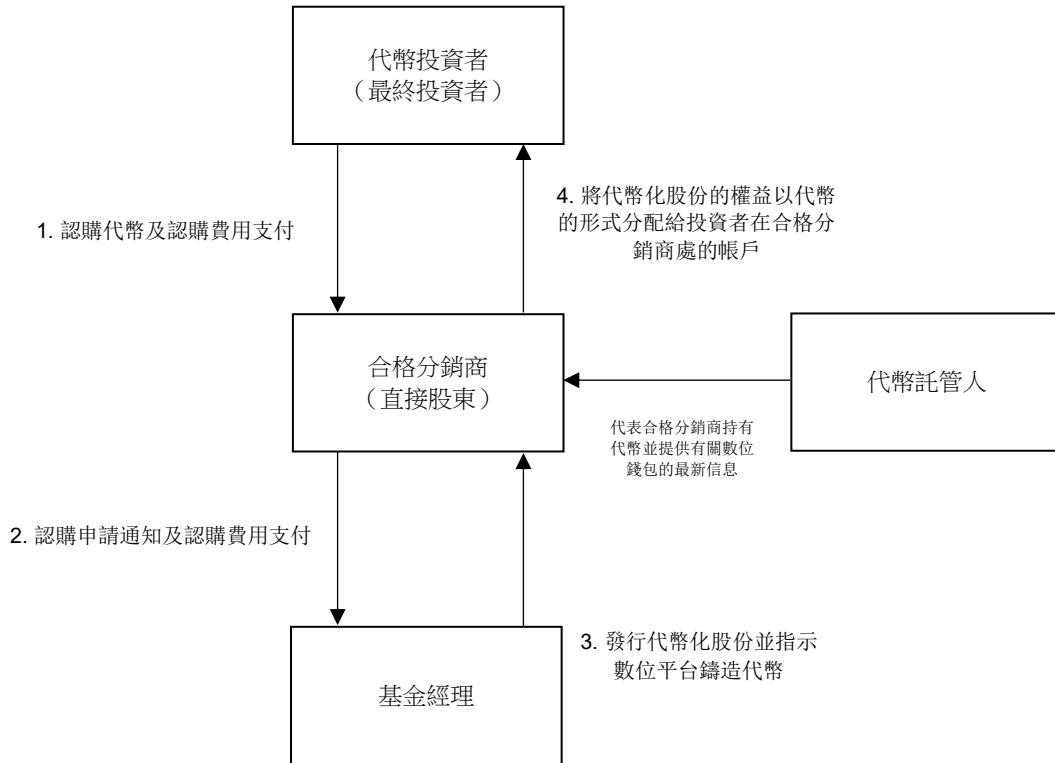 代幣投資者
（最終投資者）
1. 認購代幣及認購費用支付
4. 將代幣化股份的權益以代幣
的形式分配給投資者在合格分
銷商處的帳戶
合格分銷商
（直接股東）
代幣託管人
代表合格分銷商持有
代幣並提供有關數位
錢包的最新信息
2. 認購申請通知及認購費用支付
3. 發行代幣化股份並指示
數位平台鑄造代幣
基金經理